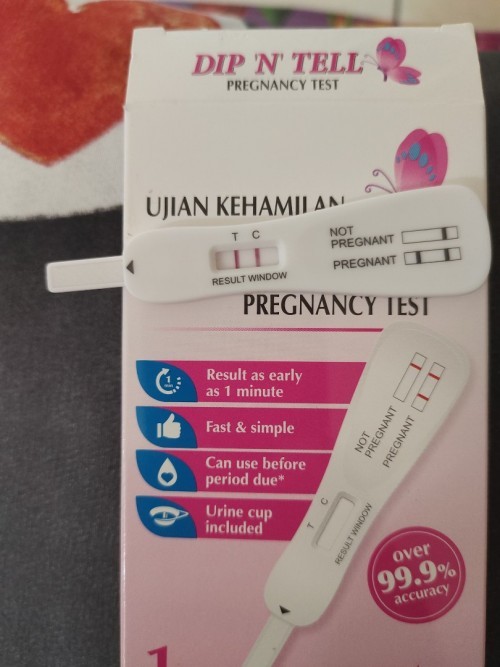 DIP 'N' TELL
PREGNANCY TEST
UJIAN KEHAMILAN
T C
RESULT WINDOW
NOT
PREGNANT
PREGNANT
PREGNANCY TEST
1
min
Result as early
as 1 minute
Fast & simple
Can use before
period due*
Urine cup
included
NOT
PREGNANT
PREGNANT
T C
RESULT WINDOW
over
99.9%
accuracy
1